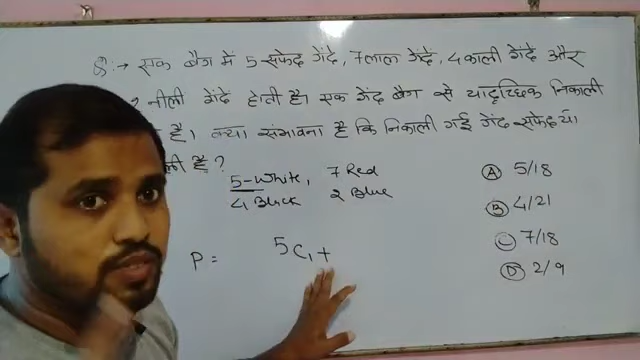 प्र:→ एक बैग में 5 सफेद गेंदें, 7 लाल गेंदें, 4 काली गेंदें और
नीली गेंदें होती है। एक गेंद बैग से यादृच्छिक निकाली
है। क्या संभावना है कि निकाली गई गेंद सफेद या
ली है?
5-White, 7 Red
4 Black 2 Blue
P = 5C₁+
(A) 5/18
(B) 4/21
(C) 7/18
(D) 2/9